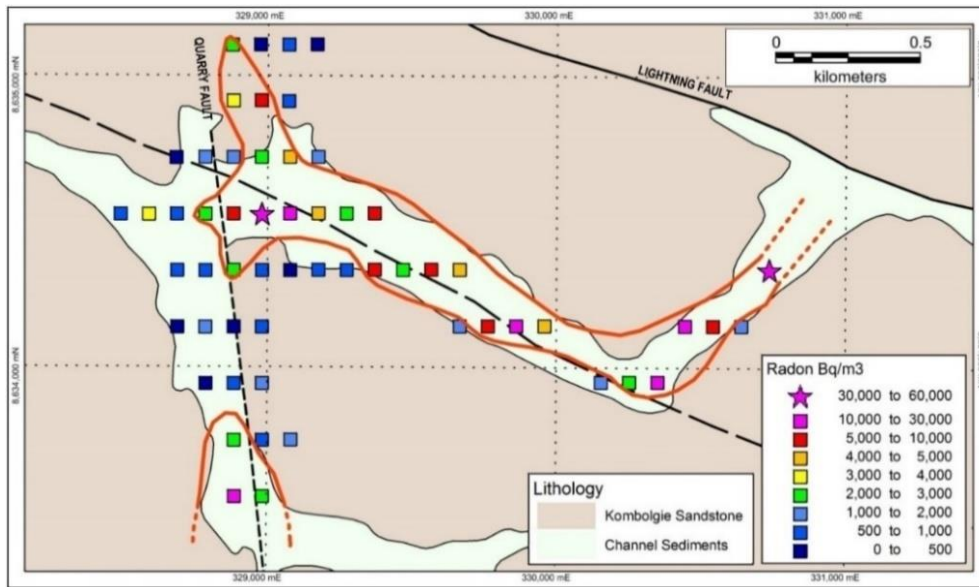 329,000 mE
330,000 mE
331,000 mE
8,635,000 mN
QUARRY FAULT
LIGHTNING FAULT
0 0.5
kilometers
8,634,000 mN
Radon Bq/m3
30,000 to 60,000
10,000 to 30,000
5,000 to 10,000
4,000 to 5,000
3,000 to 4,000
2,000 to 3,000
1,000 to 2,000
500 to 1,000
0 to 500
Lithology
Kombolgie Sandstone
Channel Sediments
329,000 mE
330,000 mE
331,000 mE